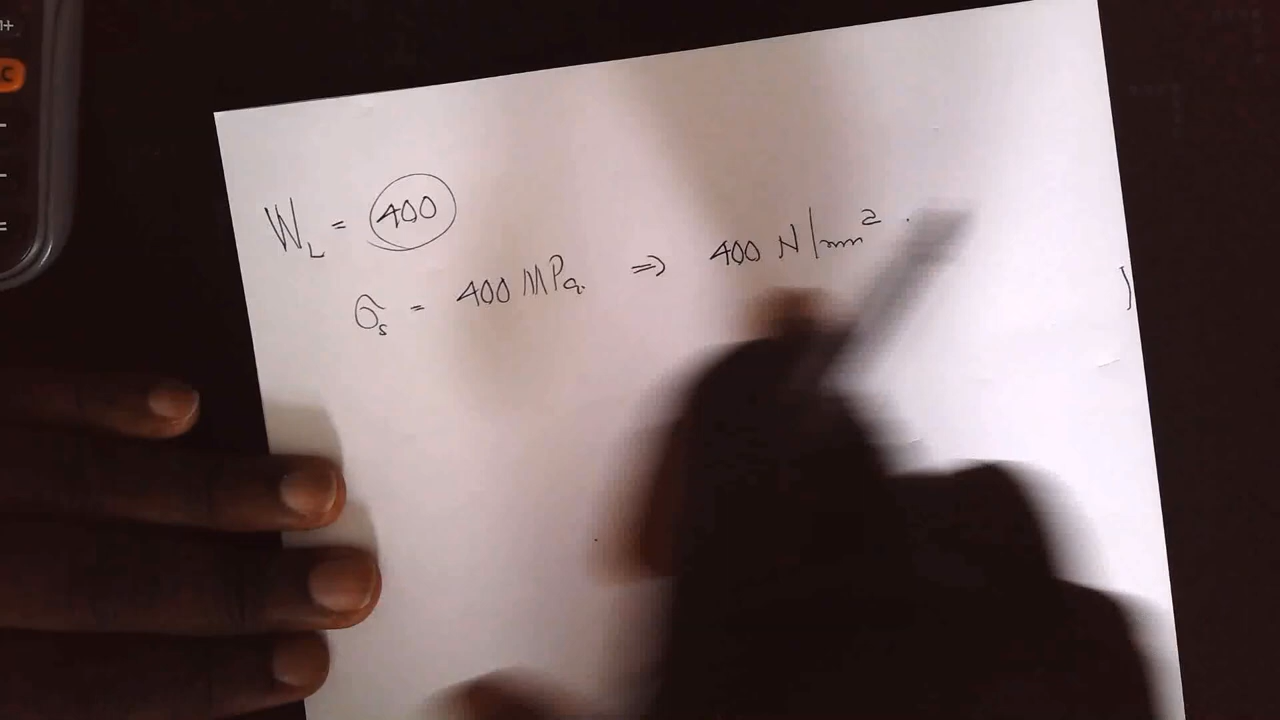 M+
C
-
-
=
W_L = 400
σ_s = 400 MPa ⇒ 400 N/mm²
)